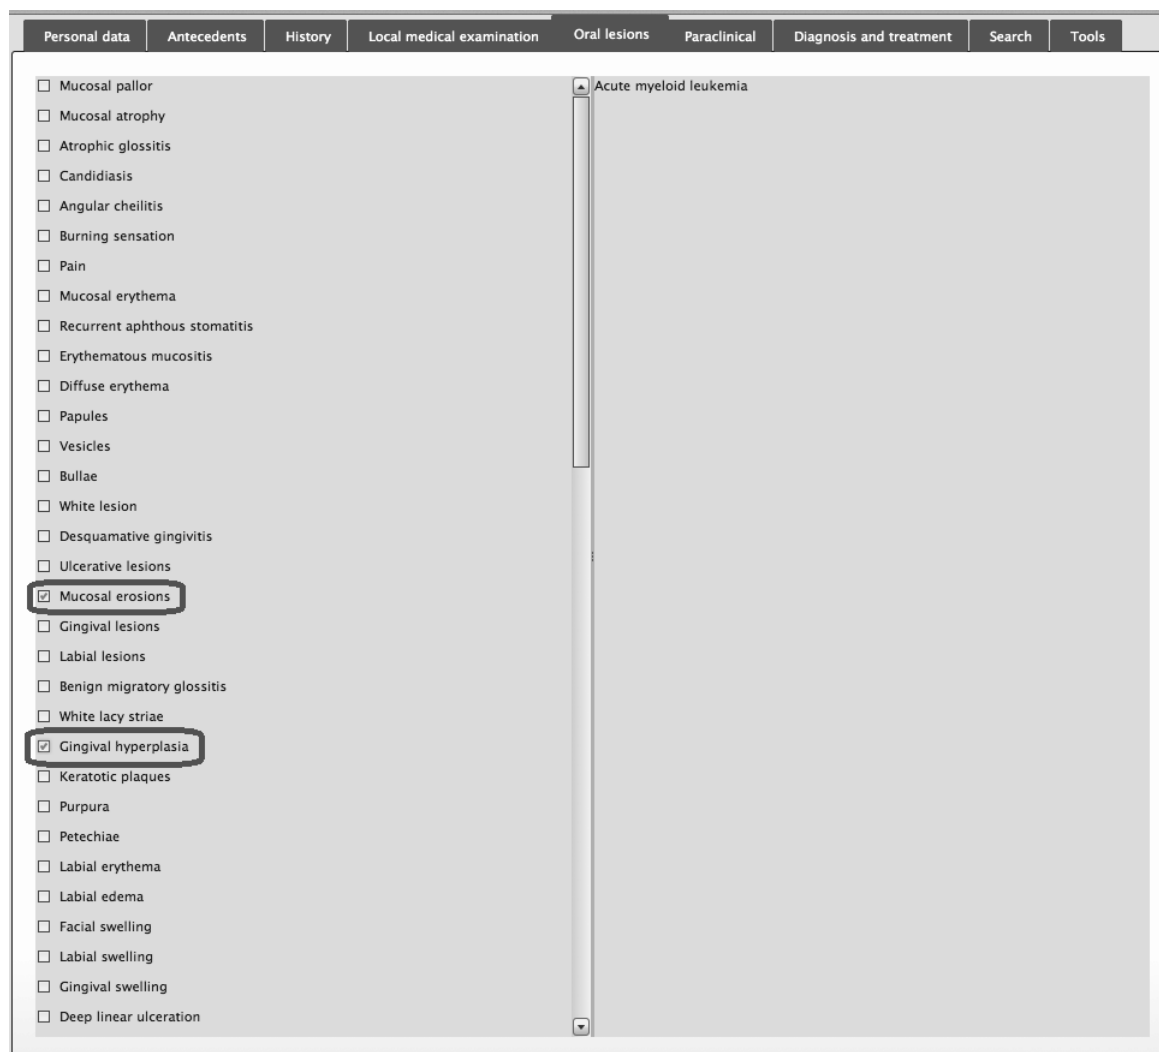 Personal data Antecedents History Local medical examination Oral lesions Paraclinical Diagnosis and treatment Search Tools
Mucosal pallor
Mucosal atrophy
Atrophic glossitis
Candidiasis
Angular cheilitis
Burning sensation
Pain
Mucosal erythema
Recurrent aphthous stomatitis
Erythematous mucositis
Diffuse erythema
Papules
Vesicles
Bullae
White lesion
Desquamative gingivitis
Ulcerative lesions
Mucosal erosions
Gingival lesions
Labial lesions
Benign migratory glossitis
White lacy striae
Gingival hyperplasia
Keratotic plaques
Purpura
Petechiae
Labial erythema
Labial edema
Facial swelling
Labial swelling
Gingival swelling
Deep linear ulceration
Acute myeloid leukemia